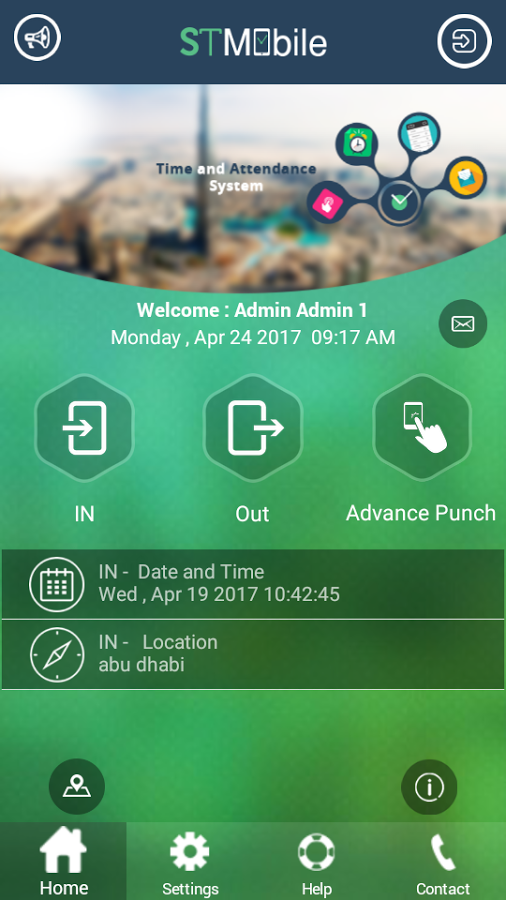 STMobile
Time and Attendance
System
Welcome : Admin Admin 1
Monday , Apr 24 2017 09:17 AM
IN
Out
Advance Punch
IN - Date and Time
Wed , Apr 19 2017 10:42:45
IN - Location
abu dhabi
Home
Settings
Help
Contact